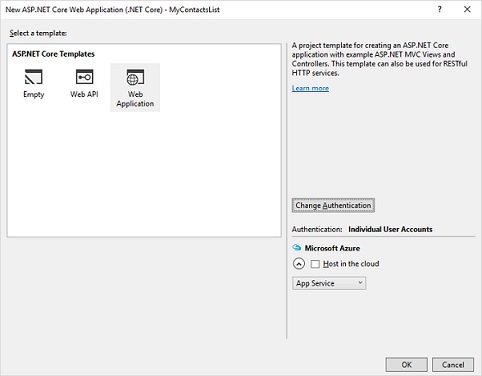 New ASP.NET Core Web Application (.NET Core) - MyContactsList
?
Select a template:
ASP.NET Core Templates
Empty
Web API
Web
Application
A project template for creating an ASP.NET Core
application with example ASP.NET MVC Views and
Controllers. This template can also be used for RESTful
HTTP services.
Learn more
Change Authentication
Authentication: Individual User Accounts
Microsoft Azure
Host in the cloud
App Service
OK
Cancel